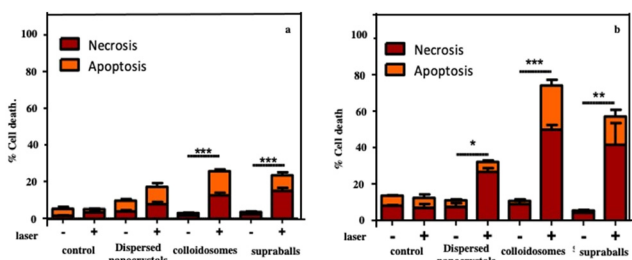 a
100
Necrosis
Apoptosis
80
60
40
20
0
% Cell death.
***
***
laser - + - + - + - +
control Dispersed colloidosomes supraballs
b
100
Necrosis
Apoptosis
80
60
40
20
0
% Cell death
*
***
**
laser - + - + - + - +
control Dispersed colloidosomes supraballs